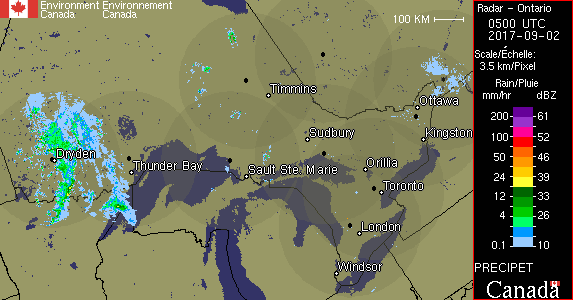 Environment Environnement
Canada Canada
100 KM
Timmins
Ottawa
Sudbury
Kingston
Dryden
Thunder Bay
Sault Ste. Marie
Orillia
Toronto
London
Windsor
Radar - Ontario
0500 UTC
2017-09-02
Scale/Échelle:
3.5 km/Pixel
Rain/Pluie
mm/hr dBZ
200 61
100 52
50 46
24 39
12 33
4 26
0.1 10
PRECIPET
Canada